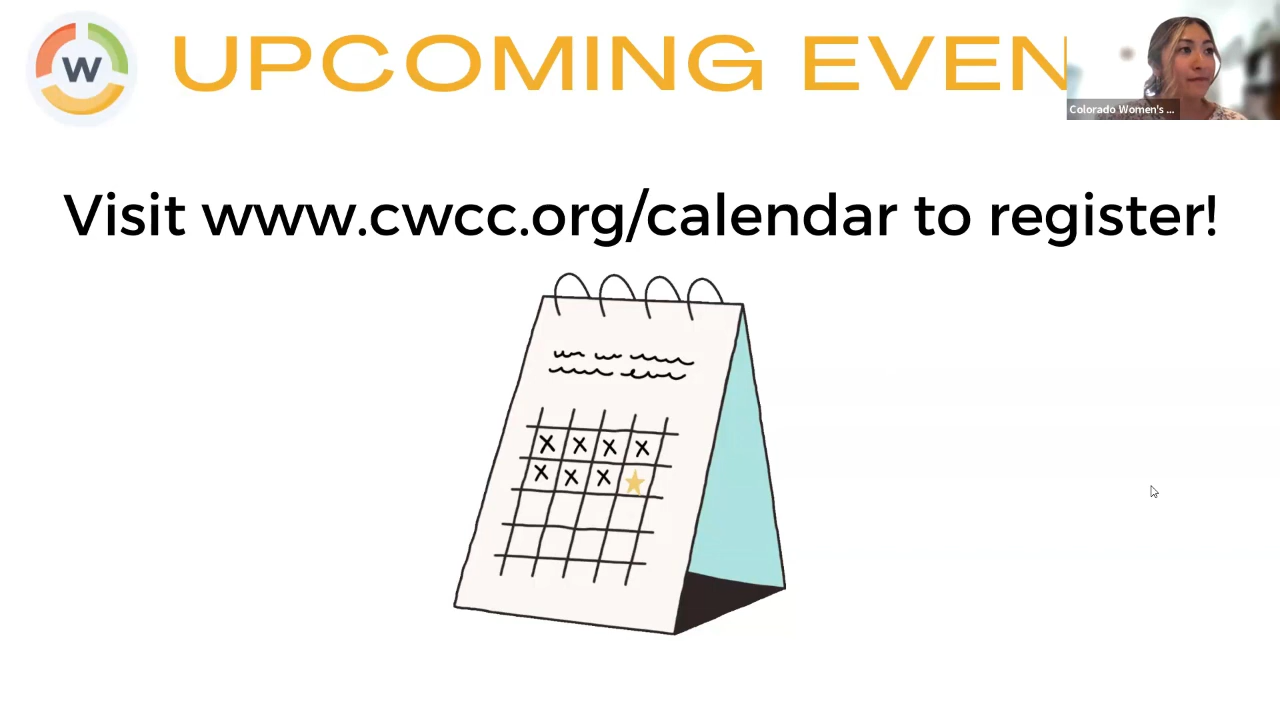 W
UPCOMING EVEN
Colorado Women's ...
Visit www.cwcc.org/calendar to register!